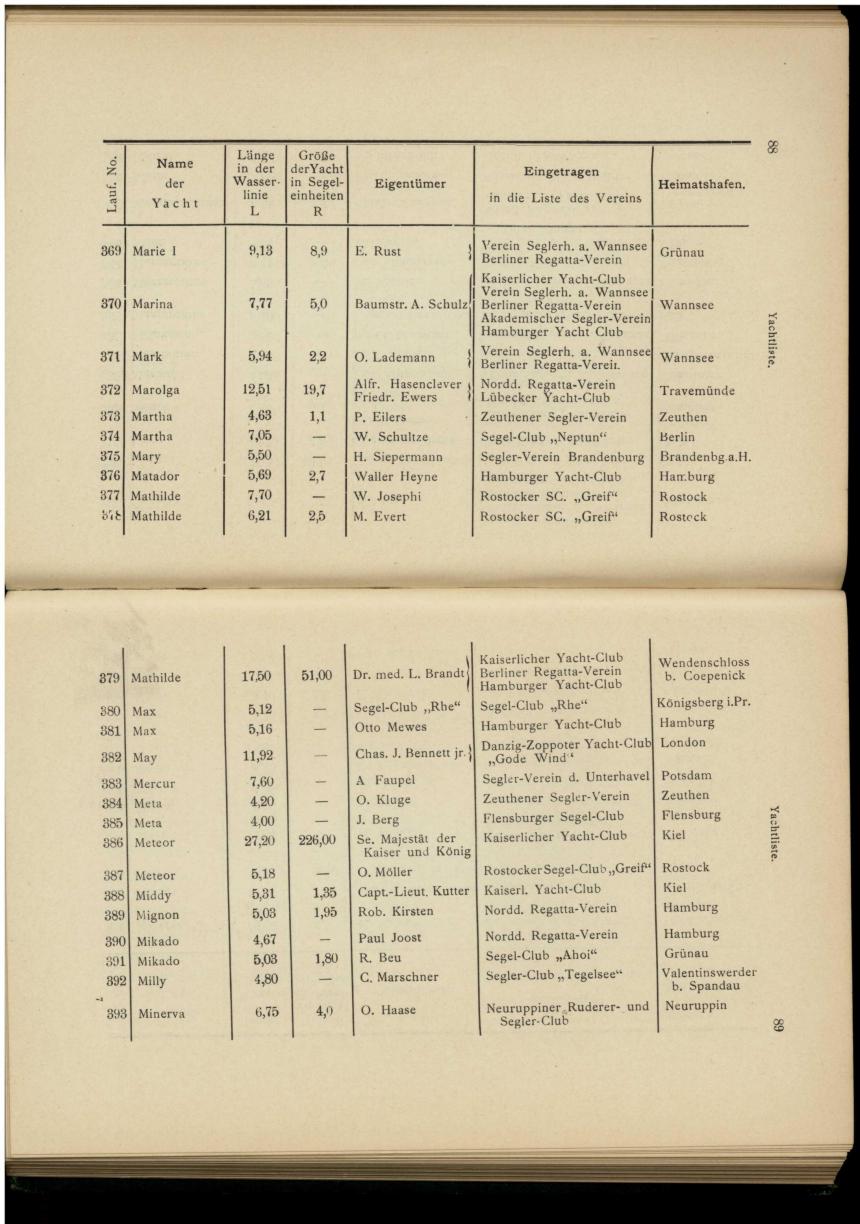 88
Yachtliste.
Lauf. No. | Name der Yacht | Länge in der Wasser-linie L | Größe der Yacht in Segel-einheiten R | Eigentümer | Eingetragen in die Liste des Vereins | Heimatshafen.
369 Marie I 9,13 8,9 E. Rust Verein Seglerh. a. Wannsee Grünau
Berliner Regatta-Verein
Kaiserlicher Yacht-Club
Verein Seglerh. a. Wannsee
370 Marina 7,77 5,0 Baumstr. A. Schulz Berliner Regatta-Verein Wannsee
Akademischer Segler-Verein
Hamburger Yacht Club
371 Mark 5,94 2,2 O. Lademann Verein Seglerh. a. Wannsee Wannsee
Berliner Regatta-Verein.
372 Marolga 12,51 19,7 Alfr. Hasenclever Nordd. Regatta-Verein Travemünde
Friedr. Ewers Lübecker Yacht-Club
373 Martha 4,63 1,1 P. Eilers Zeuthener Segler-Verein Zeuthen
374 Martha 7,05 — W. Schultze Segel-Club „Neptun“ Berlin
375 Mary 5,50 — H. Siepermann Segler-Verein Brandenburg Brandenbg.a.H.
376 Matador 5,69 2,7 Waller Heyne Hamburger Yacht-Club Hamburg
377 Mathilde 7,70 — W. Josephi Rostocker SC. „Greif“ Rostock
378 Mathilde 6,21 2,5 M. Evert Rostocker SC. „Greif“ Rostock
Kaiserlicher Yacht-Club
379 Mathilde 17,50 51,00 Dr. med. L. Brandt Berliner Regatta-Verein Wendenschloss
Hamburger Yacht-Club b. Coepenick
380 Max 5,12 — Segel-Club „Rhe“ Segel-Club „Rhe“ Königsberg i.Pr.
381 Max 5,16 — Otto Mewes Hamburger Yacht-Club Hamburg
382 May 11,92 — Chas. J. Bennett jr. Danzig-Zoppoter Yacht-Club London
„Gode Wind“
383 Mercur 7,60 — A Faupel Segler-Verein d. Unterhavel Potsdam
384 Meta 4,20 — O. Kluge Zeuthener Segler-Verein Zeuthen
385 Meta 4,00 — J. Berg Flensburger Segel-Club Flensburg
386 Meteor 27,20 226,00 Se. Majestät der Kaiserlicher Yacht-Club Kiel
Kaiser und König
387 Meteor 5,18 — O. Möller Rostocker Segel-Club „Greif“ Rostock
388 Middy 5,31 1,35 Capt.-Lieut. Kutter Kaiserl. Yacht-Club Kiel
389 Mignon 5,03 1,95 Rob. Kirsten Nordd. Regatta-Verein Hamburg
390 Mikado 4,67 — Paul Joost Nordd. Regatta-Verein Hamburg
391 Mikado 5,03 1,80 R. Beu Segel-Club „Ahoi“ Grünau
392 Milly 4,80 — C. Marschner Segler-Club „Tegelsee“ Valentinswerder
b. Spandau
393 Minerva 6,75 4,0 O. Haase Neuruppiner Ruderer- und Neuruppin
Segler-Club
Yachtliste.
89